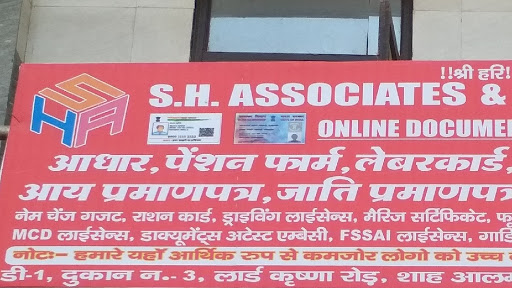 !!श्री हरि!
SHA
S.H. ASSOCIATES &
ONLINE DOCUME
आधार, पेंशन फार्म, लेबरकार्ड,
आय प्रमाणपत्र, जाति प्रमाणपत्र
नेम चेंज गजट, राशन कार्ड, ड्राइविंग लाईसेन्स, मैरिज सर्टिफिकेट, फू
MCD लाईसेन्स, डाक्यूमेंट्स अटेस्ट एम्बेसी, FSSAI लाईसेन्स, गाडि
नोटः- हमारे यहाँ आर्थिक रुप से कमजोर लोगो को उच्च
डी-1, दुकान न.- 3, लार्ड कृष्णा रोड़, शाह आलम